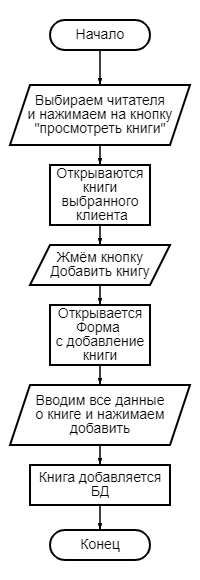 Начало
Выбираем читателя
и нажимаем на кнопку
"просмотреть книги"
Открываются
книги
выбранного
клиента
Жмём кнопку
Добавить книгу
Открывается
Форма
с добавление
книги
Вводим все данные
о книге и нажимаем
добавить
Книга добавляется
БД
Конец